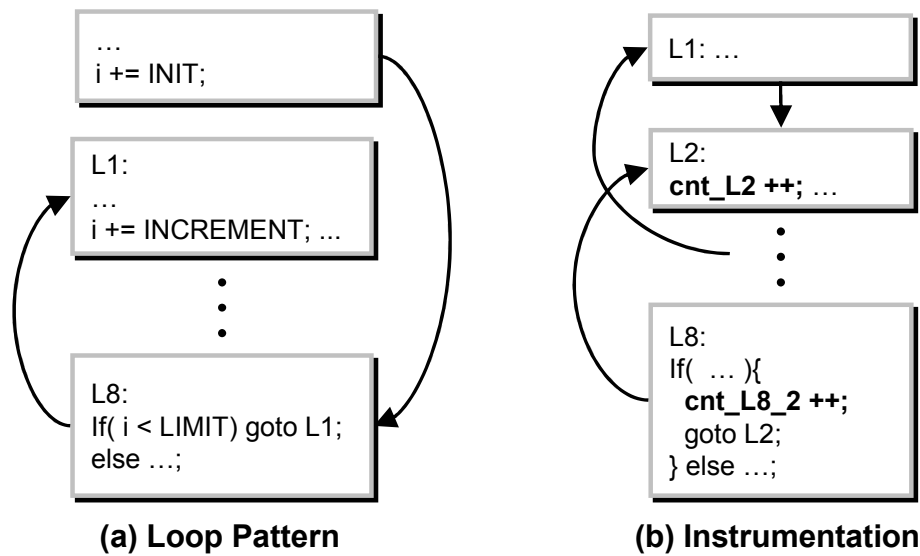 …
i += INIT;
L1:
…
i += INCREMENT; ...
L8:
If( i < LIMIT) goto L1;
else …;
(a) Loop Pattern
L1: …
L2:
cnt_L2 ++; …
L8:
If(  … ){
cnt_L8_2 ++;
goto L2;
} else …;
(b) Instrumentation